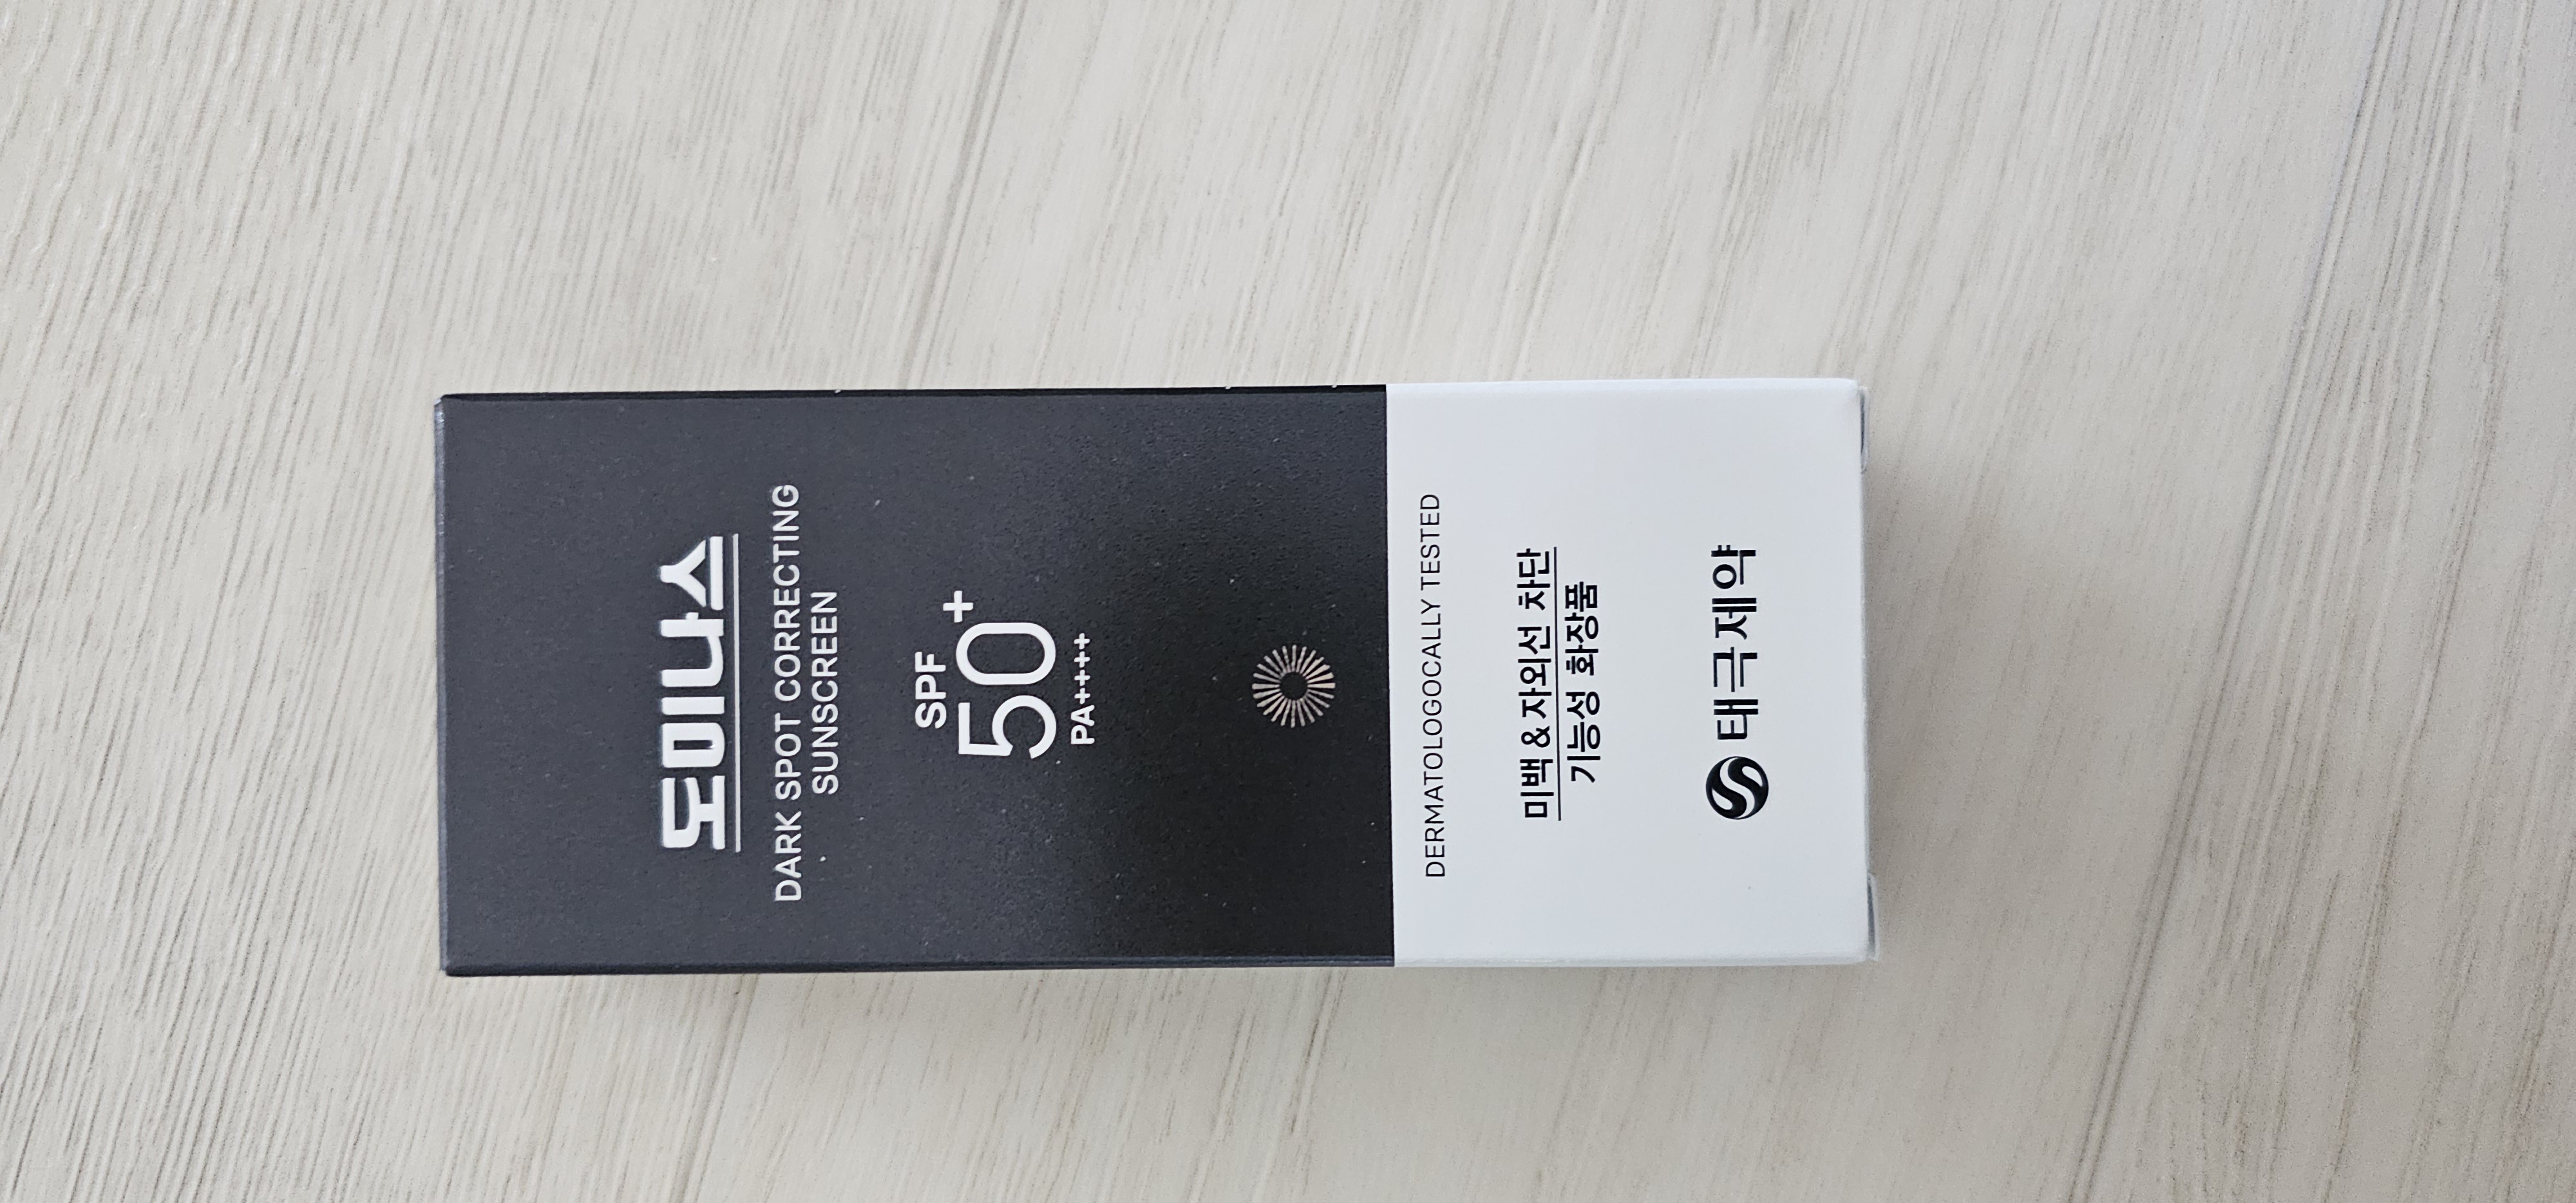 도미나스
DARK SPOT CORRECTING
SUNSCREEN
SPF
50+
PA++++
DERMATOLOGOCALLY TESTED
미백 & 자외선 차단
기능성 화장품
태극제약